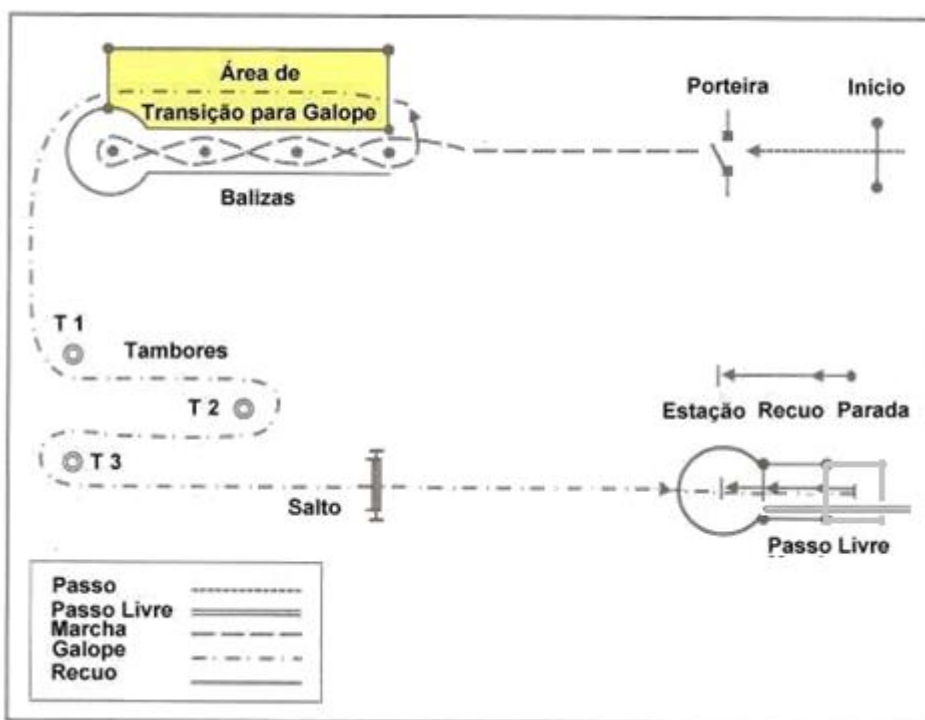 Área de
Transição para Galope
Porteira
Inicio
Balizas
T 1
Tambores
T 2
Estação Recuo Parada
T 3
Salto
Passo Livre
Passo
Passo Livre
Marcha
Galope
Recuo